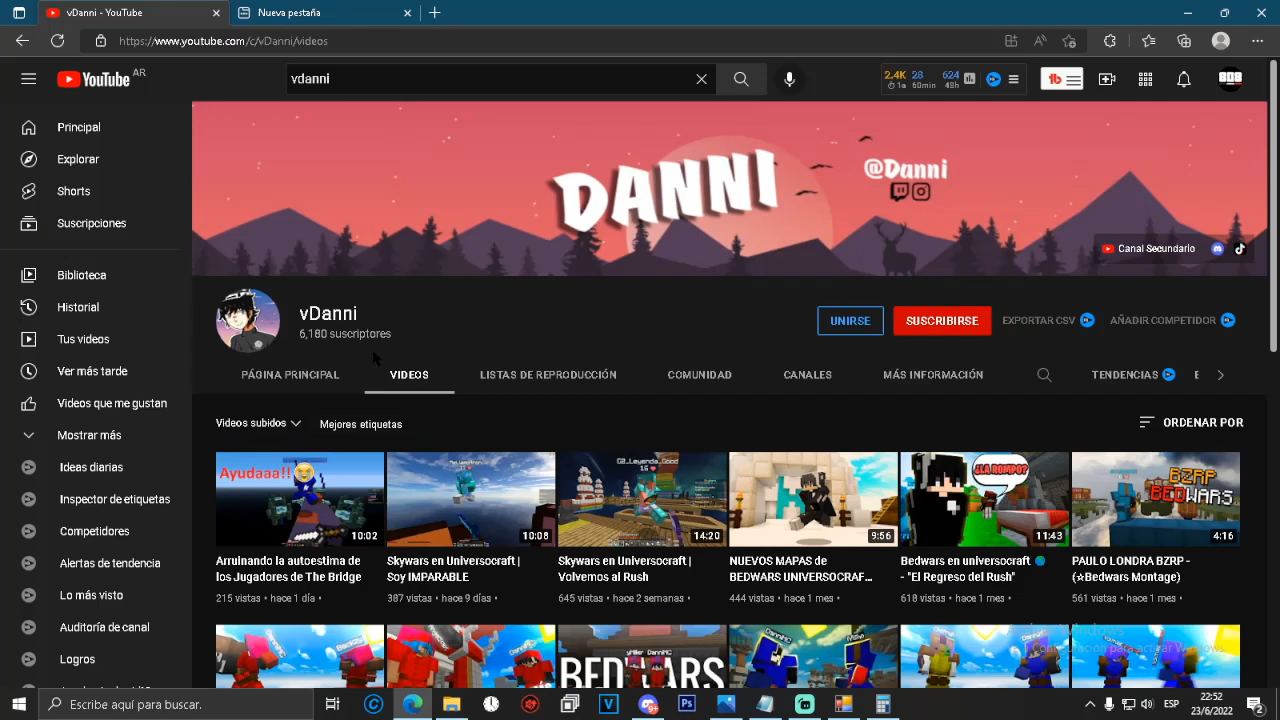 vDanni - YouTube
Nueva pestaña
https://www.youtube.com/c/vDanni/videos
YouTube AR
vdanni
2.4K 28 624
1a 60min 48h
tb
808
Principal
Explorar
Shorts
Suscripciones
Biblioteca
Historial
Tus videos
Ver más tarde
Videos que me gustan
Mostrar más
Ideas diarias
Inspector de etiquetas
Competidores
Alertas de tendencia
Lo más visto
Auditoría de canal
Logros
DANNI
@Danni
Canal Secundario
vDanni
6,180 suscriptores
UNIRSE
SUSCRIBIRSE
EXPORTAR CSV
AÑADIR COMPETIDOR
PÁGINA PRINCIPAL
VIDEOS
LISTAS DE REPRODUCCIÓN
COMUNIDAD
CANALES
MÁS INFORMACIÓN
TENDENCIAS
E
Videos subidos
Mejores etiquetas
ORDENAR POR
Ayudaaa!!
10:02
Arruinando la autoestima de
los Jugadores de The Bridge
215 vistas • hace 1 día •
10:08
Skywars en Universocraft |
Soy IMPARABLE
387 vistas • hace 9 días •
G2_Leyenda_Good
14:20
Skywars en Universocraft |
Volvemos al Rush
645 vistas • hace 2 semanas •
9:56
NUEVOS MAPAS de
BEDWARS UNIVERSOCRAF...
444 vistas • hace 1 mes •
¿LA ROMPO?
11:43
Bedwars en universocraft
- "El Regreso del Rush"
618 vistas • hace 1 mes •
BZRP
BEDWARS
4:16
PAULO LONDRA BZRP -
(☆Bedwars Montage)
561 vistas • hace 1 mes •
BEDWARS
Escribe aquí para buscar.
ESP
22:52
23/6/2022
2